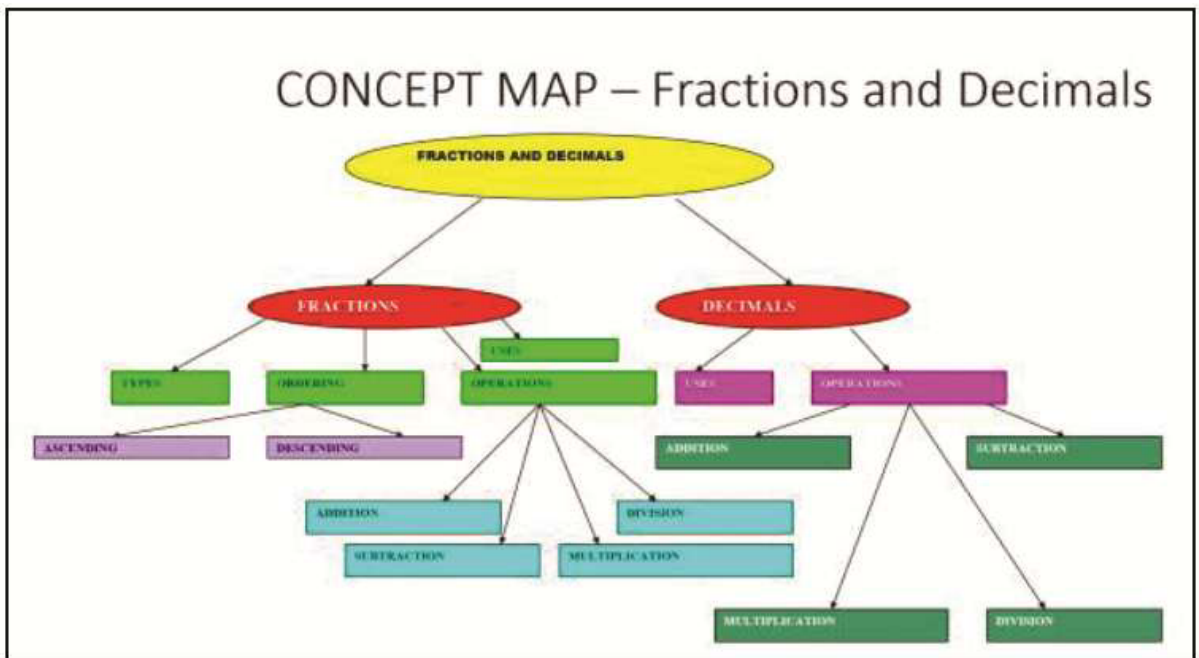 CONCEPT MAP – Fractions and Decimals
FRACTIONS AND DECIMALS
FRACTIONS
DECIMALS
USES
TYPES
ORDERING
OPERATIONS
USES
OPERATIONS
ASCENDING
DESCENDING
ADDITION
SUBTRACTION
ADDITION
DIVISION
SUBTRACTION
MULTIPLICATION
MULTIPLICATION
DIVISION